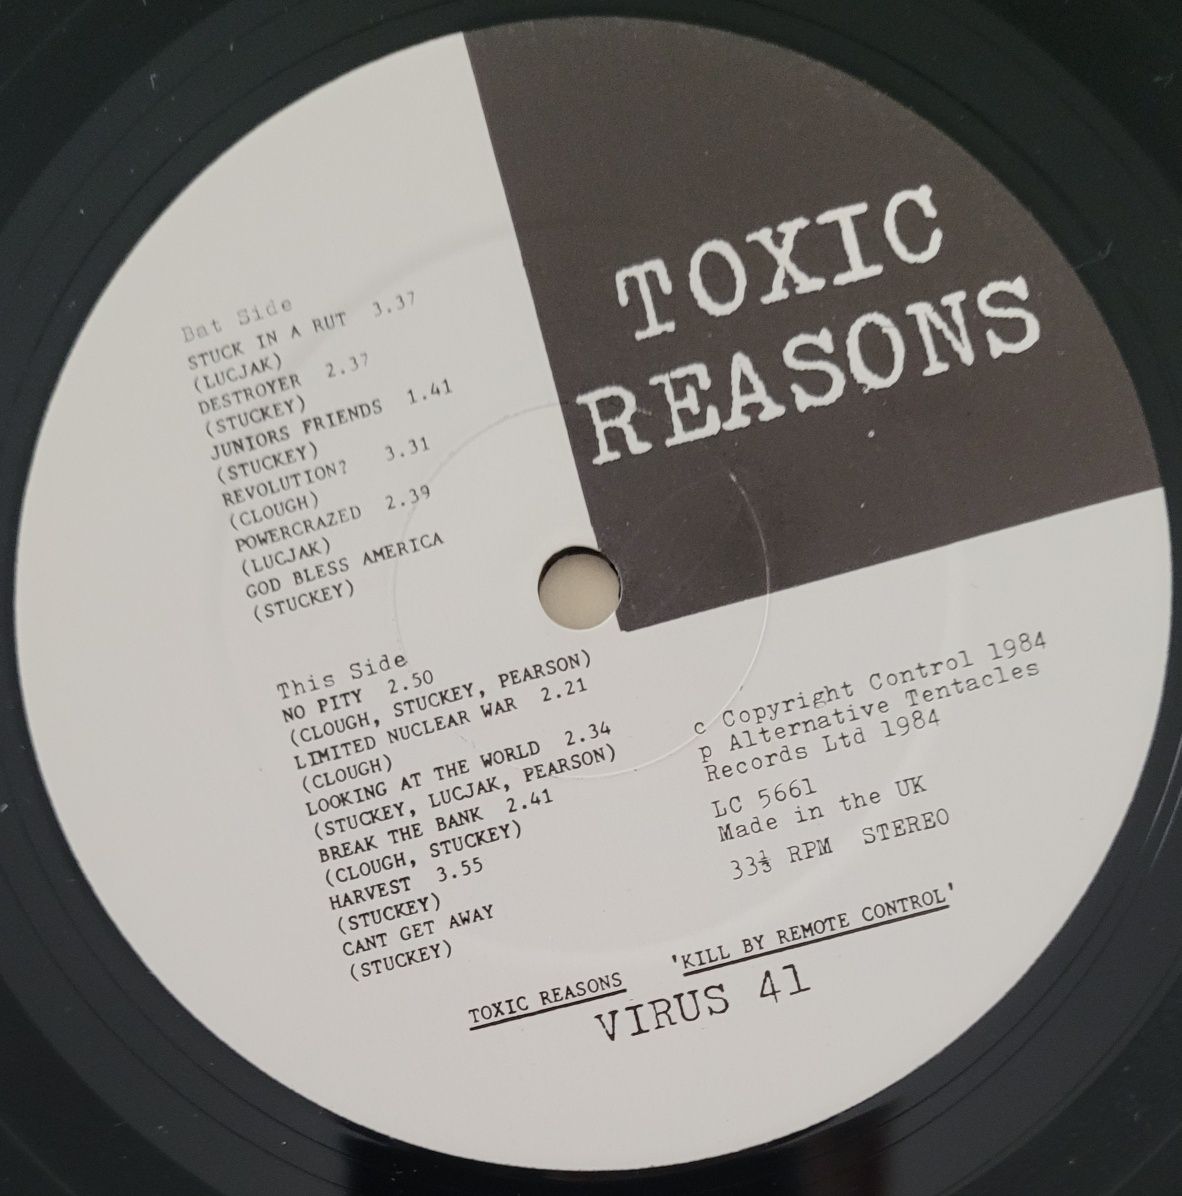 TOXIC
REASONS
Bat Side
STUCK IN A RUT 3.37
(LUCJAK)
DESTROYER 2.37
(STUCKEY)
JUNIORS FRIENDS 1.41
(STUCKEY)
REVOLUTION? 3.31
(CLOUGH)
POWERCRAZED 2.39
(LUCJAK)
GOD BLESS AMERICA
(STUCKEY)
This Side
NO PITY 2.50
(CLOUGH, STUCKEY, PEARSON)
LIMITED NUCLEAR WAR 2.21
(CLOUGH)
LOOKING AT THE WORLD 2.34
(STUCKEY, LUCJAK, PEARSON)
BREAK THE BANK 2.41
(CLOUGH, STUCKEY)
HARVEST 3.55
(STUCKEY)
CANT GET AWAY
(STUCKEY)
c Copyright Control 1984
p Alternative Tentacles
Records Ltd 1984
LC 5661
Made in the UK
33⅓ RPM STEREO
TOXIC REASONS 'KILL BY REMOTE CONTROL'
VIRUS 41